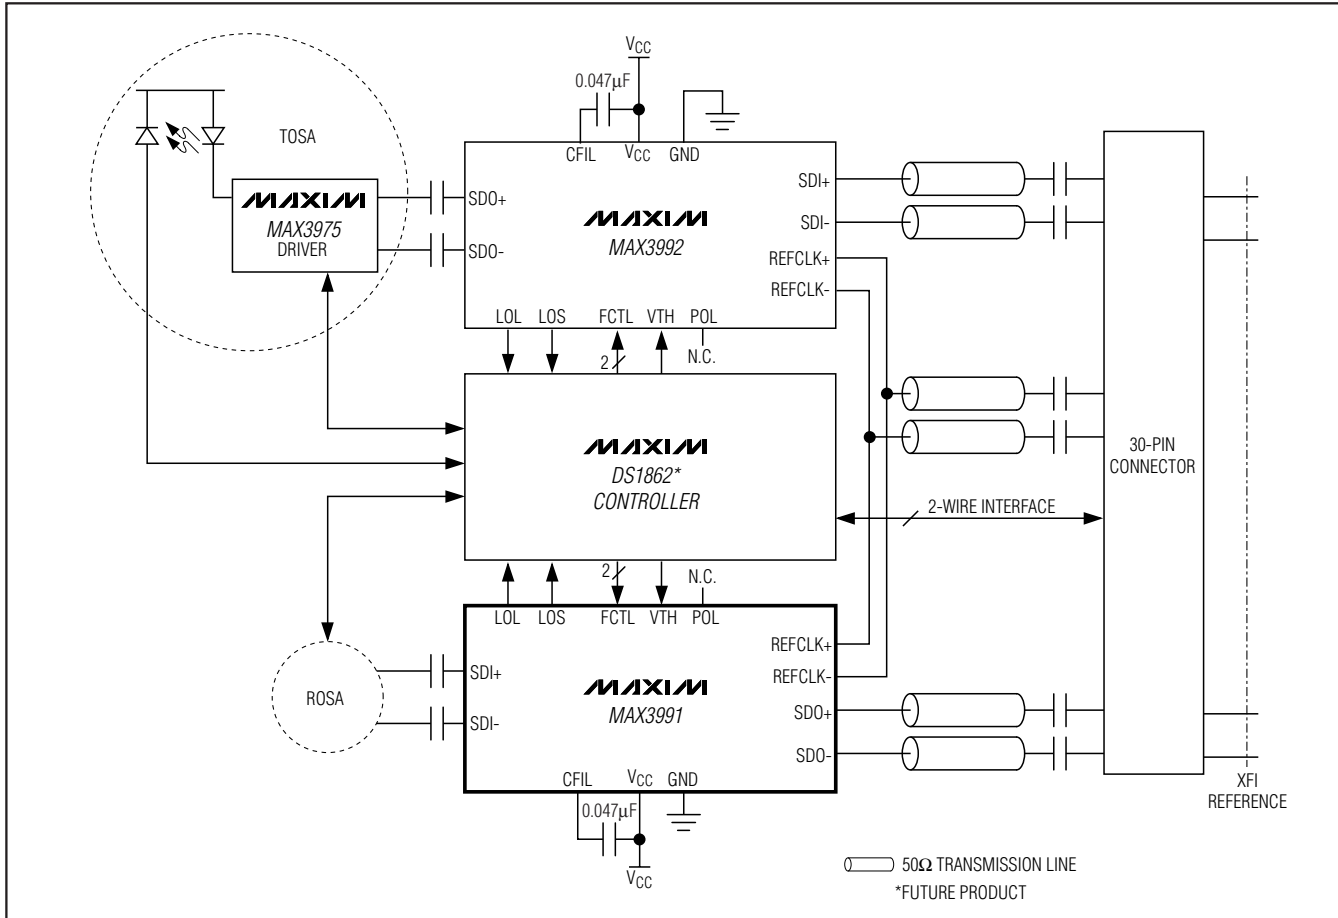 VCC
0.047µF
TOSA
CFIL VCC GND
MAXIM
MAX3975
DRIVER
SDO+
SDO-
MAXIM
MAX3992
SDI+
SDI-
REFCLK+
REFCLK-
LOL LOS FCTL VTH POL
2
N.C.
MAXIM
DS1862*
CONTROLLER
30-PIN
CONNECTOR
2-WIRE INTERFACE
2
N.C.
LOL LOS FCTL VTH POL
ROSA
SDI+
SDI-
MAXIM
MAX3991
REFCLK+
REFCLK-
SDO+
SDO-
CFIL VCC GND
0.047µF
VCC
XFI
REFERENCE
50Ω TRANSMISSION LINE
*FUTURE PRODUCT